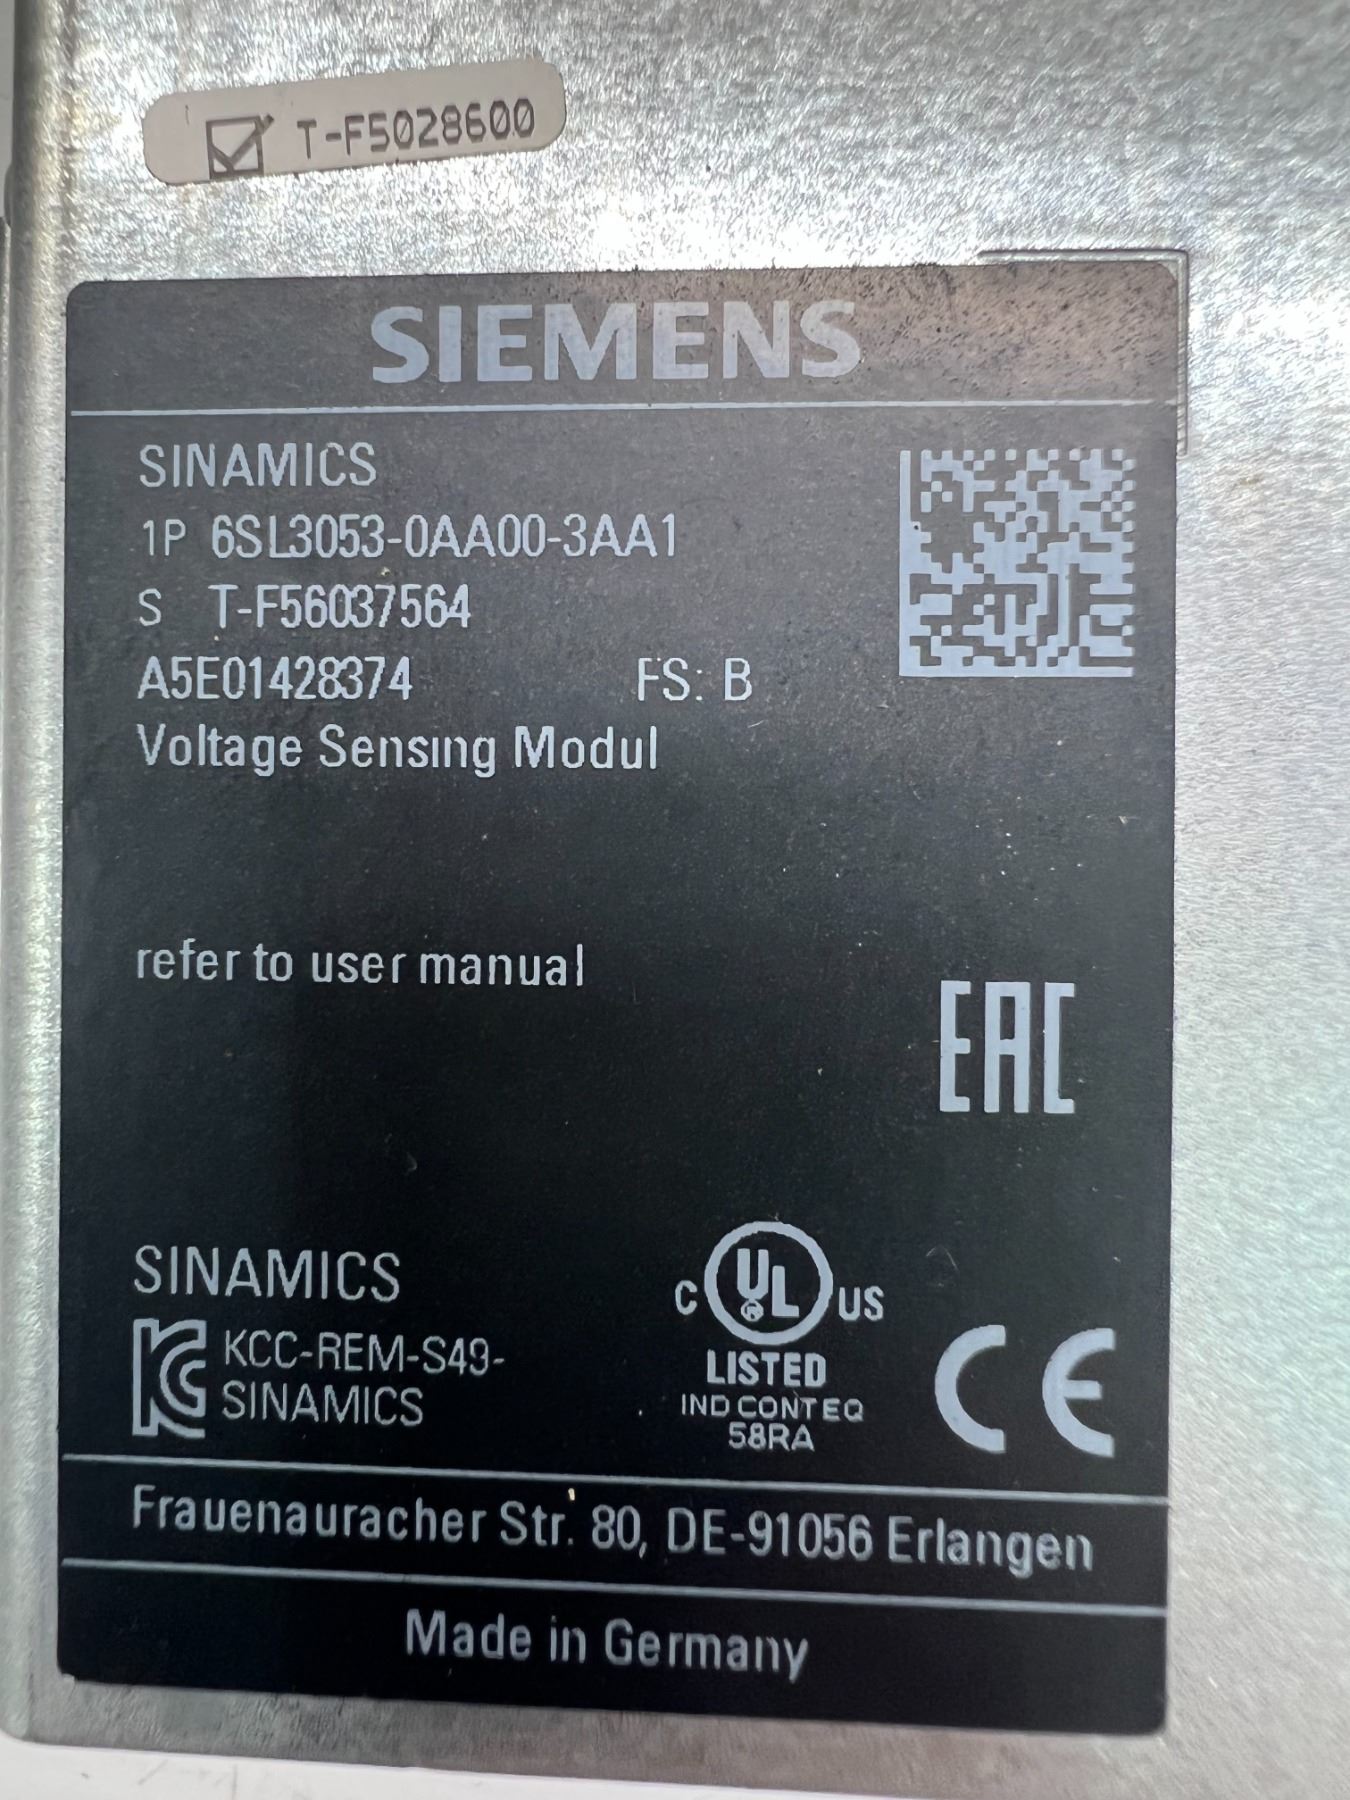 T-F5028600
SIEMENS
SINAMICS
1P 6SL3053-0AA00-3AA1
S T-F56037564
A5E01428374 FS: B
Voltage Sensing Modul
refer to user manual
EAC
SINAMICS
KCC-REM-S49-
SINAMICS
C UL ® US
LISTED
IND CONT EQ
58RA
CE
Frauenauracher Str. 80, DE-91056 Erlangen
Made in Germany